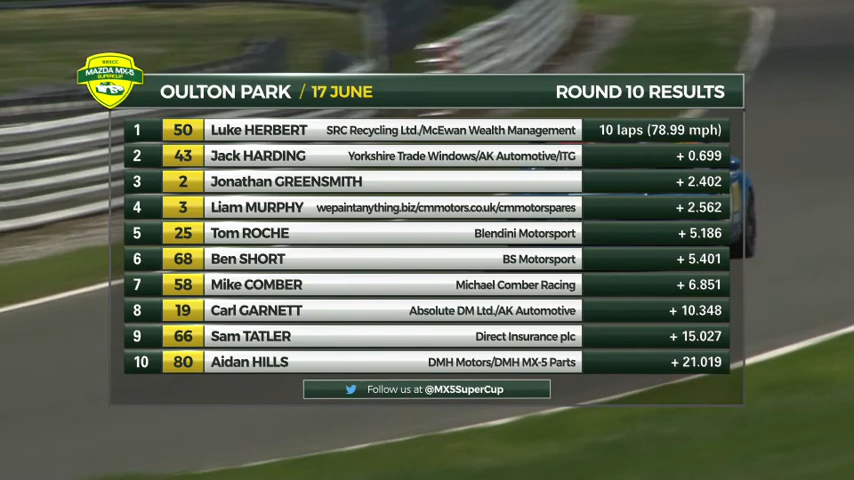 BRSCC
MAZDA MX-5
SUPERCUP
OULTON PARK / 17 JUNE ROUND 10 RESULTS
1 50 Luke HERBERT SRC Recycling Ltd./McEwan Wealth Management 10 laps (78.99 mph)
2 43 Jack HARDING Yorkshire Trade Windows/AK Automotive/ITG + 0.699
3 2 Jonathan GREENSMITH + 2.402
4 3 Liam MURPHY wepaintanything.biz/cmmotors.co.uk/cmmotorspares + 2.562
5 25 Tom ROCHE Blendini Motorsport + 5.186
6 68 Ben SHORT BS Motorsport + 5.401
7 58 Mike COMBER Michael Comber Racing + 6.851
8 19 Carl GARNETT Absolute DM Ltd./AK Automotive + 10.348
9 66 Sam TATLER Direct Insurance plc + 15.027
10 80 Aidan HILLS DMH Motors/DMH MX-5 Parts + 21.019
Follow us at @MX5SuperCup